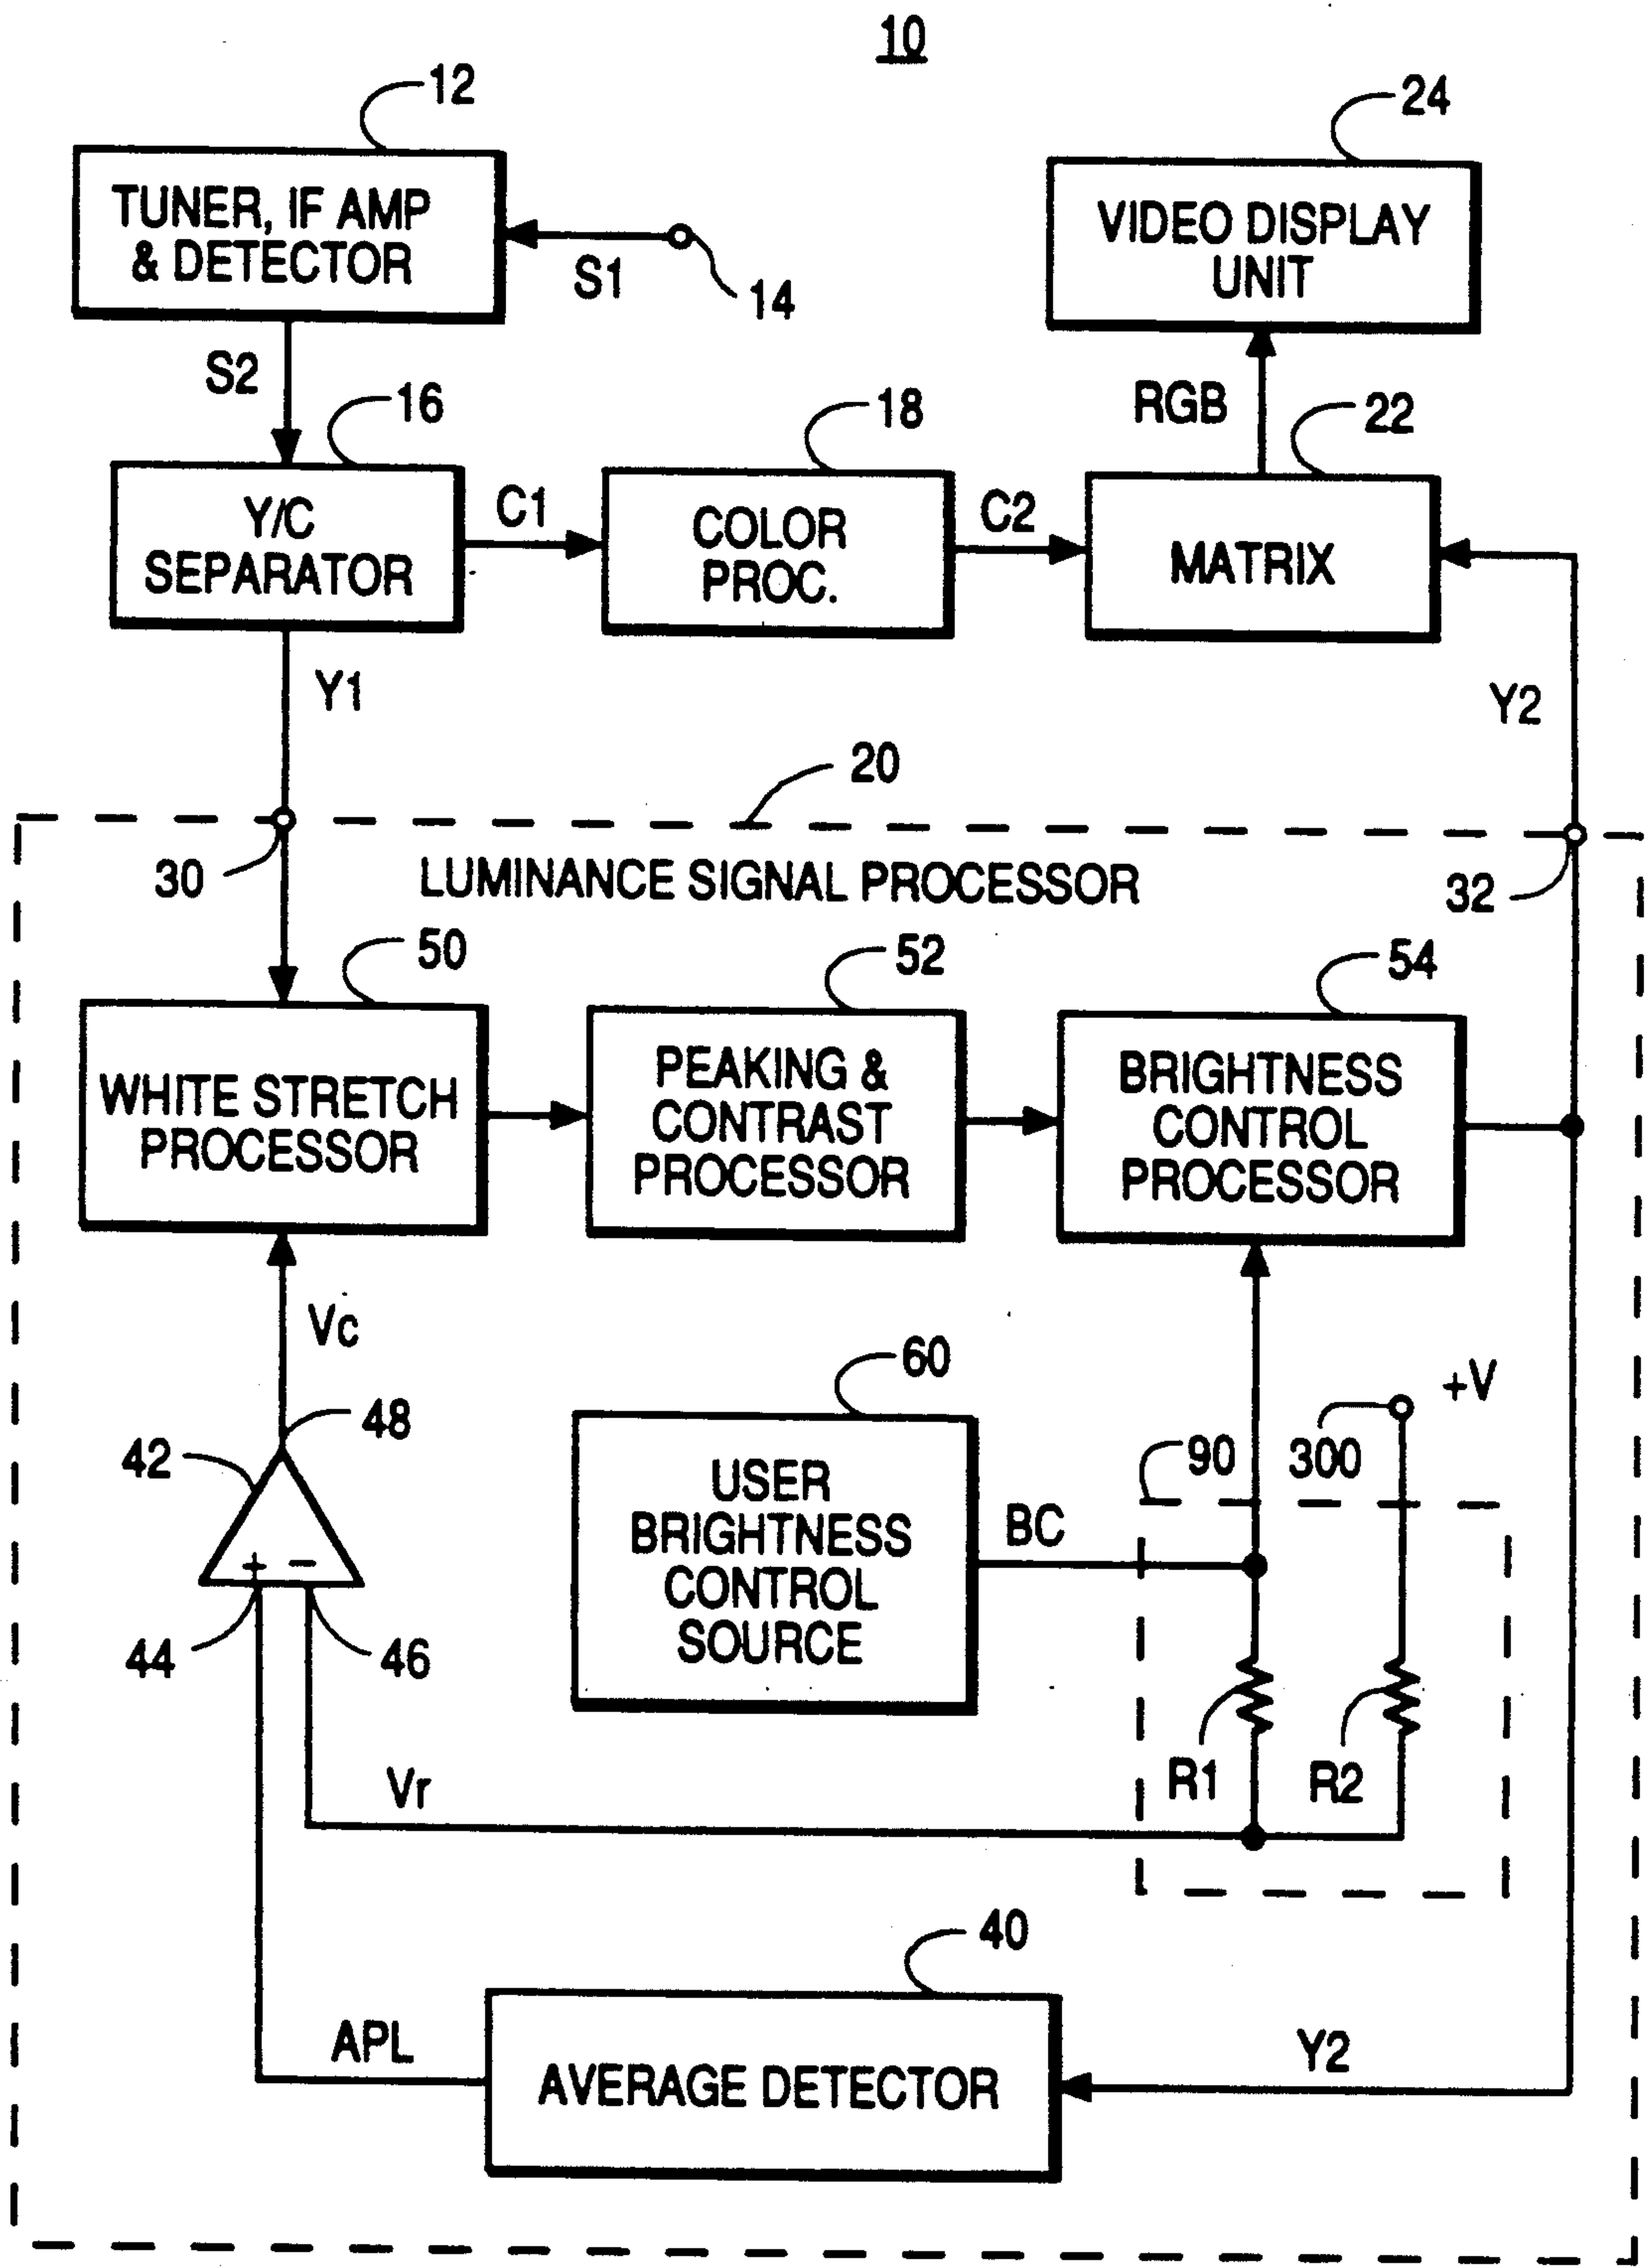 10
12
24
TUNER, IF AMP
& DETECTOR
S1
14
VIDEO DISPLAY
UNIT
S2
16
18
RGB
22
Y/C
SEPARATOR
C1
COLOR
PROC.
C2
MATRIX
Y1
Y2
20
30
LUMINANCE SIGNAL PROCESSOR
32
50
52
54
WHITE STRETCH
PROCESSOR
PEAKING &
CONTRAST
PROCESSOR
BRIGHTNESS
CONTROL
PROCESSOR
Vc
60
+V
48
42
90
300
USER
BRIGHTNESS
CONTROL
SOURCE
BC
+ −
44
46
R1
R2
Vr
40
APL
AVERAGE DETECTOR
Y2